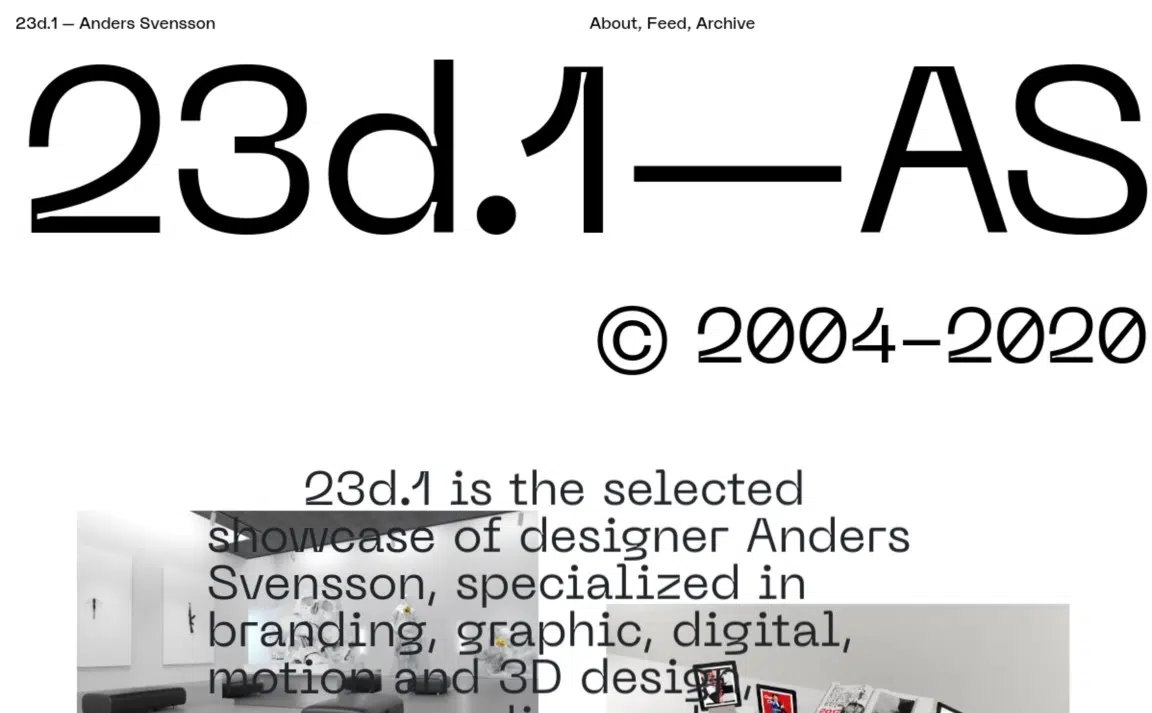 23d.1 — Anders Svensson
About, Feed, Archive
23d.1—AS
© 2004–2020
23d.1 is the selected
showcase of designer Anders
Svensson, specialized in
branding, graphic, digital,
motion and 3D design,